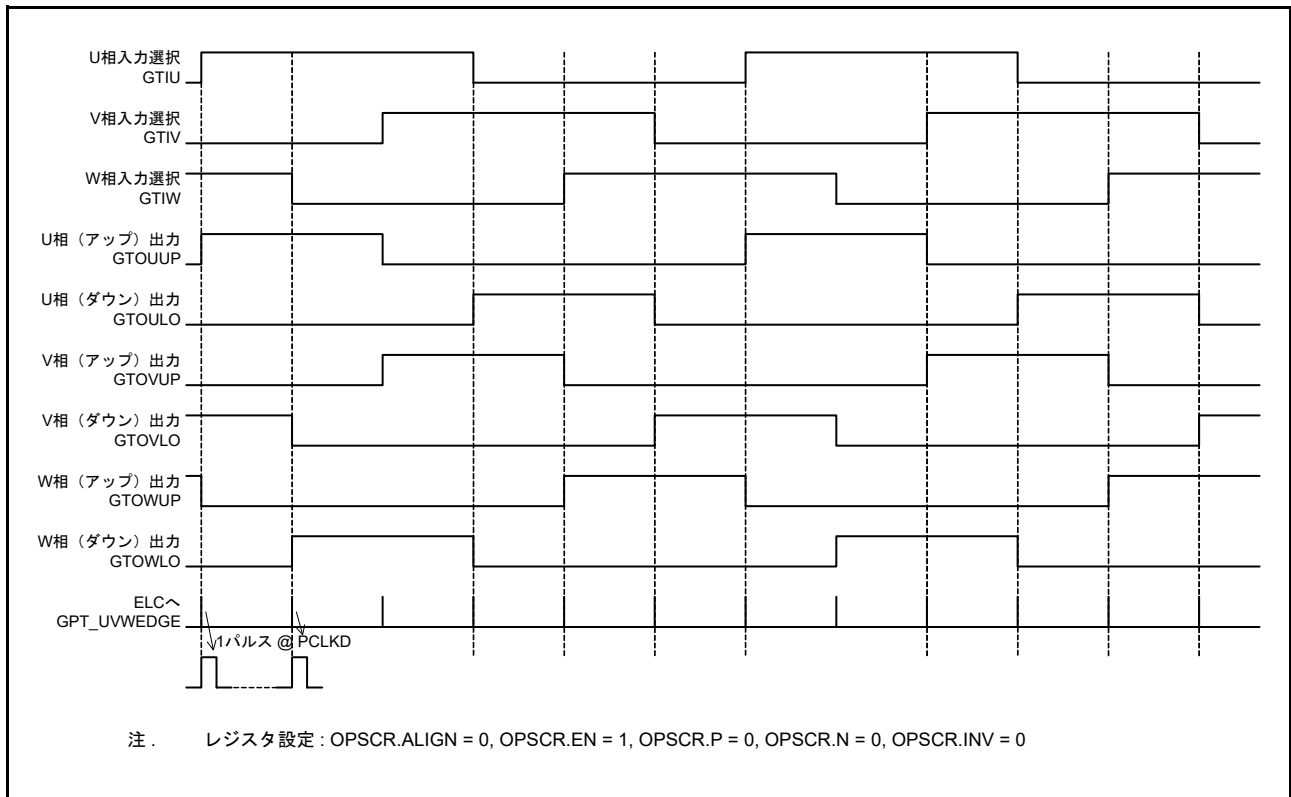 U相入力選択
GTIU
V相入力選択
GTIV
W相入力選択
GTIW
U相（アップ）出力
GTOUUP
U相（ダウン）出力
GTOULO
V相（アップ）出力
GTOVUP
V相（ダウン）出力
GTOVLO
W相（アップ）出力
GTOWUP
W相（ダウン）出力
GTOWLO
ELCへ
GPT_UVWEDGE
1パルス @ PCLKD
注 . レジスタ設定 : OPSCR.ALIGN = 0, OPSCR.EN = 1, OPSCR.P = 0, OPSCR.N = 0, OPSCR.INV = 0